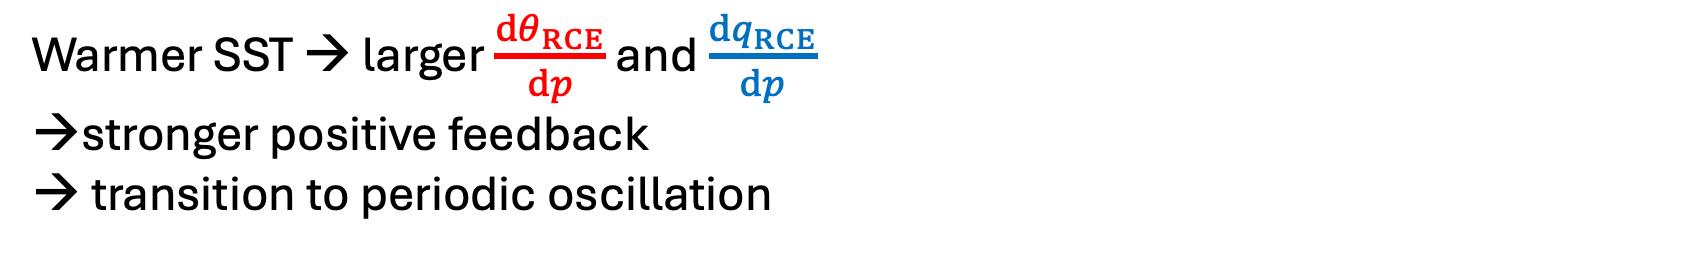 Warmer SST → larger dθ_RCE/dp and dq_RCE/dp
→stronger positive feedback
→ transition to periodic oscillation